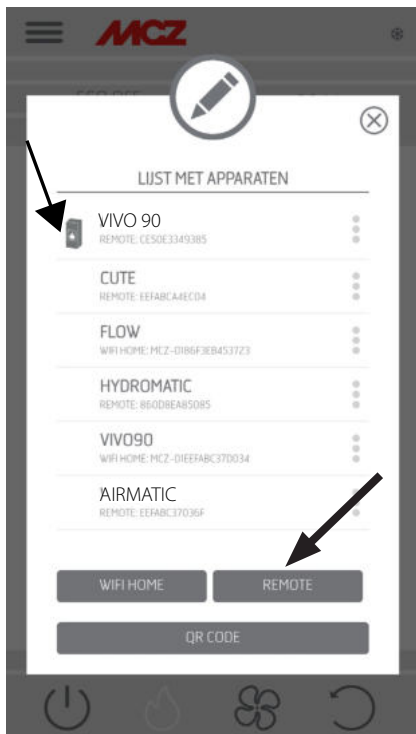 MCZ
LIJST MET APPARATEN
VIVO 90
REMOTE: CE50E3349385
CUTE
REMOTE: EEFABCA4EC04
FLOW
WIFI HOME: MCZ-0186F3EB453723
HYDROMATIC
REMOTE: 860D8EAB5085
VIVO90
WIFI HOME: MCZ-01EEFABC37D034
AIRMATIC
REMOTE: EEFABC37036F
WIFI HOME
REMOTE
QR CODE